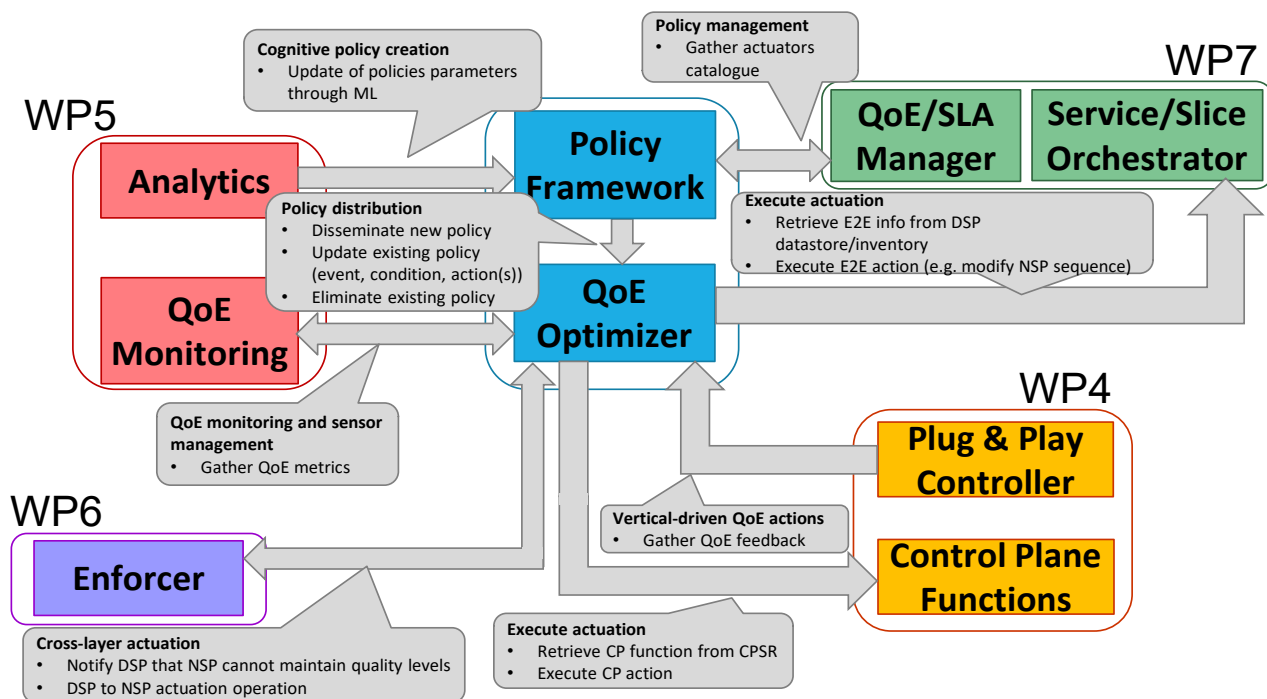 Cognitive policy creation
• Update of policies parameters
through ML
Policy management
• Gather actuators
catalogue
WP7
WP5
QoE/SLA
Manager
Service/Slice
Orchestrator
Policy
Framework
Analytics
Policy distribution
• Disseminate new policy
• Update existing policy
(event, condition, action(s))
• Eliminate existing policy
Execute actuation
• Retrieve E2E info from DSP
datastore/inventory
• Execute E2E action (e.g. modify NSP sequence)
QoE
Monitoring
QoE
Optimizer
WP4
QoE monitoring and sensor
management
• Gather QoE metrics
Plug & Play
Controller
WP6
Vertical-driven QoE actions
• Gather QoE feedback
Enforcer
Control Plane
Functions
Cross-layer actuation
• Notify DSP that NSP cannot maintain quality levels
• DSP to NSP actuation operation
Execute actuation
• Retrieve CP function from CPSR
• Execute CP action